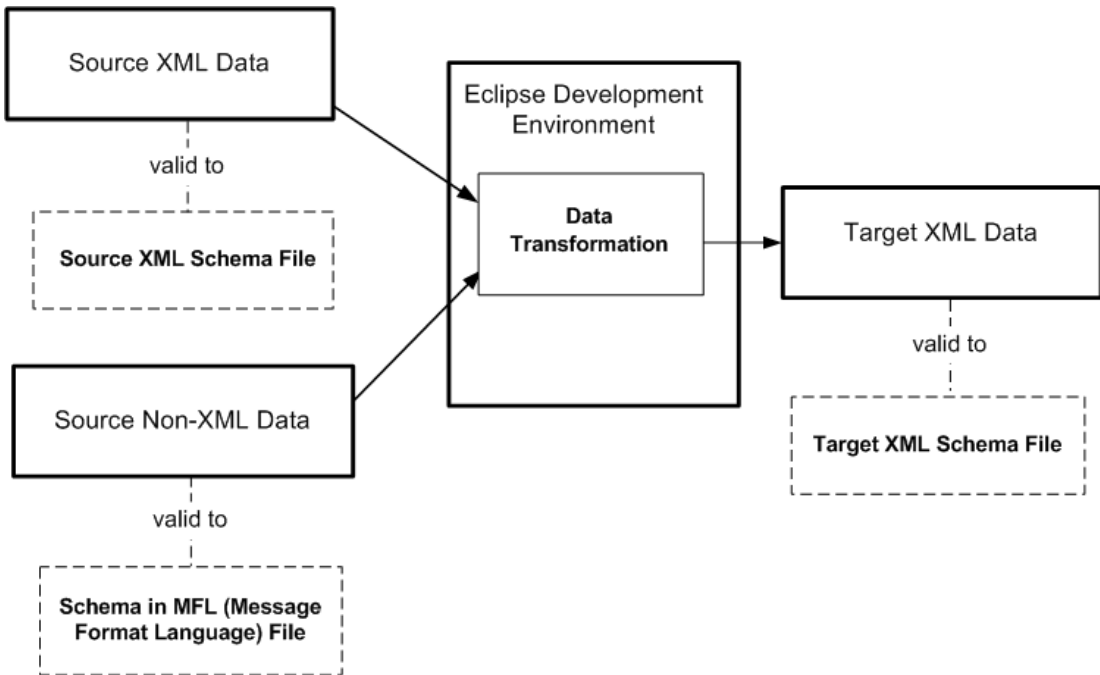 Source XML Data
valid to
Source XML Schema File
Source Non-XML Data
valid to
Schema in MFL (Message
Format Language) File
Eclipse Development
Environment
Data
Transformation
Target XML Data
valid to
Target XML Schema File